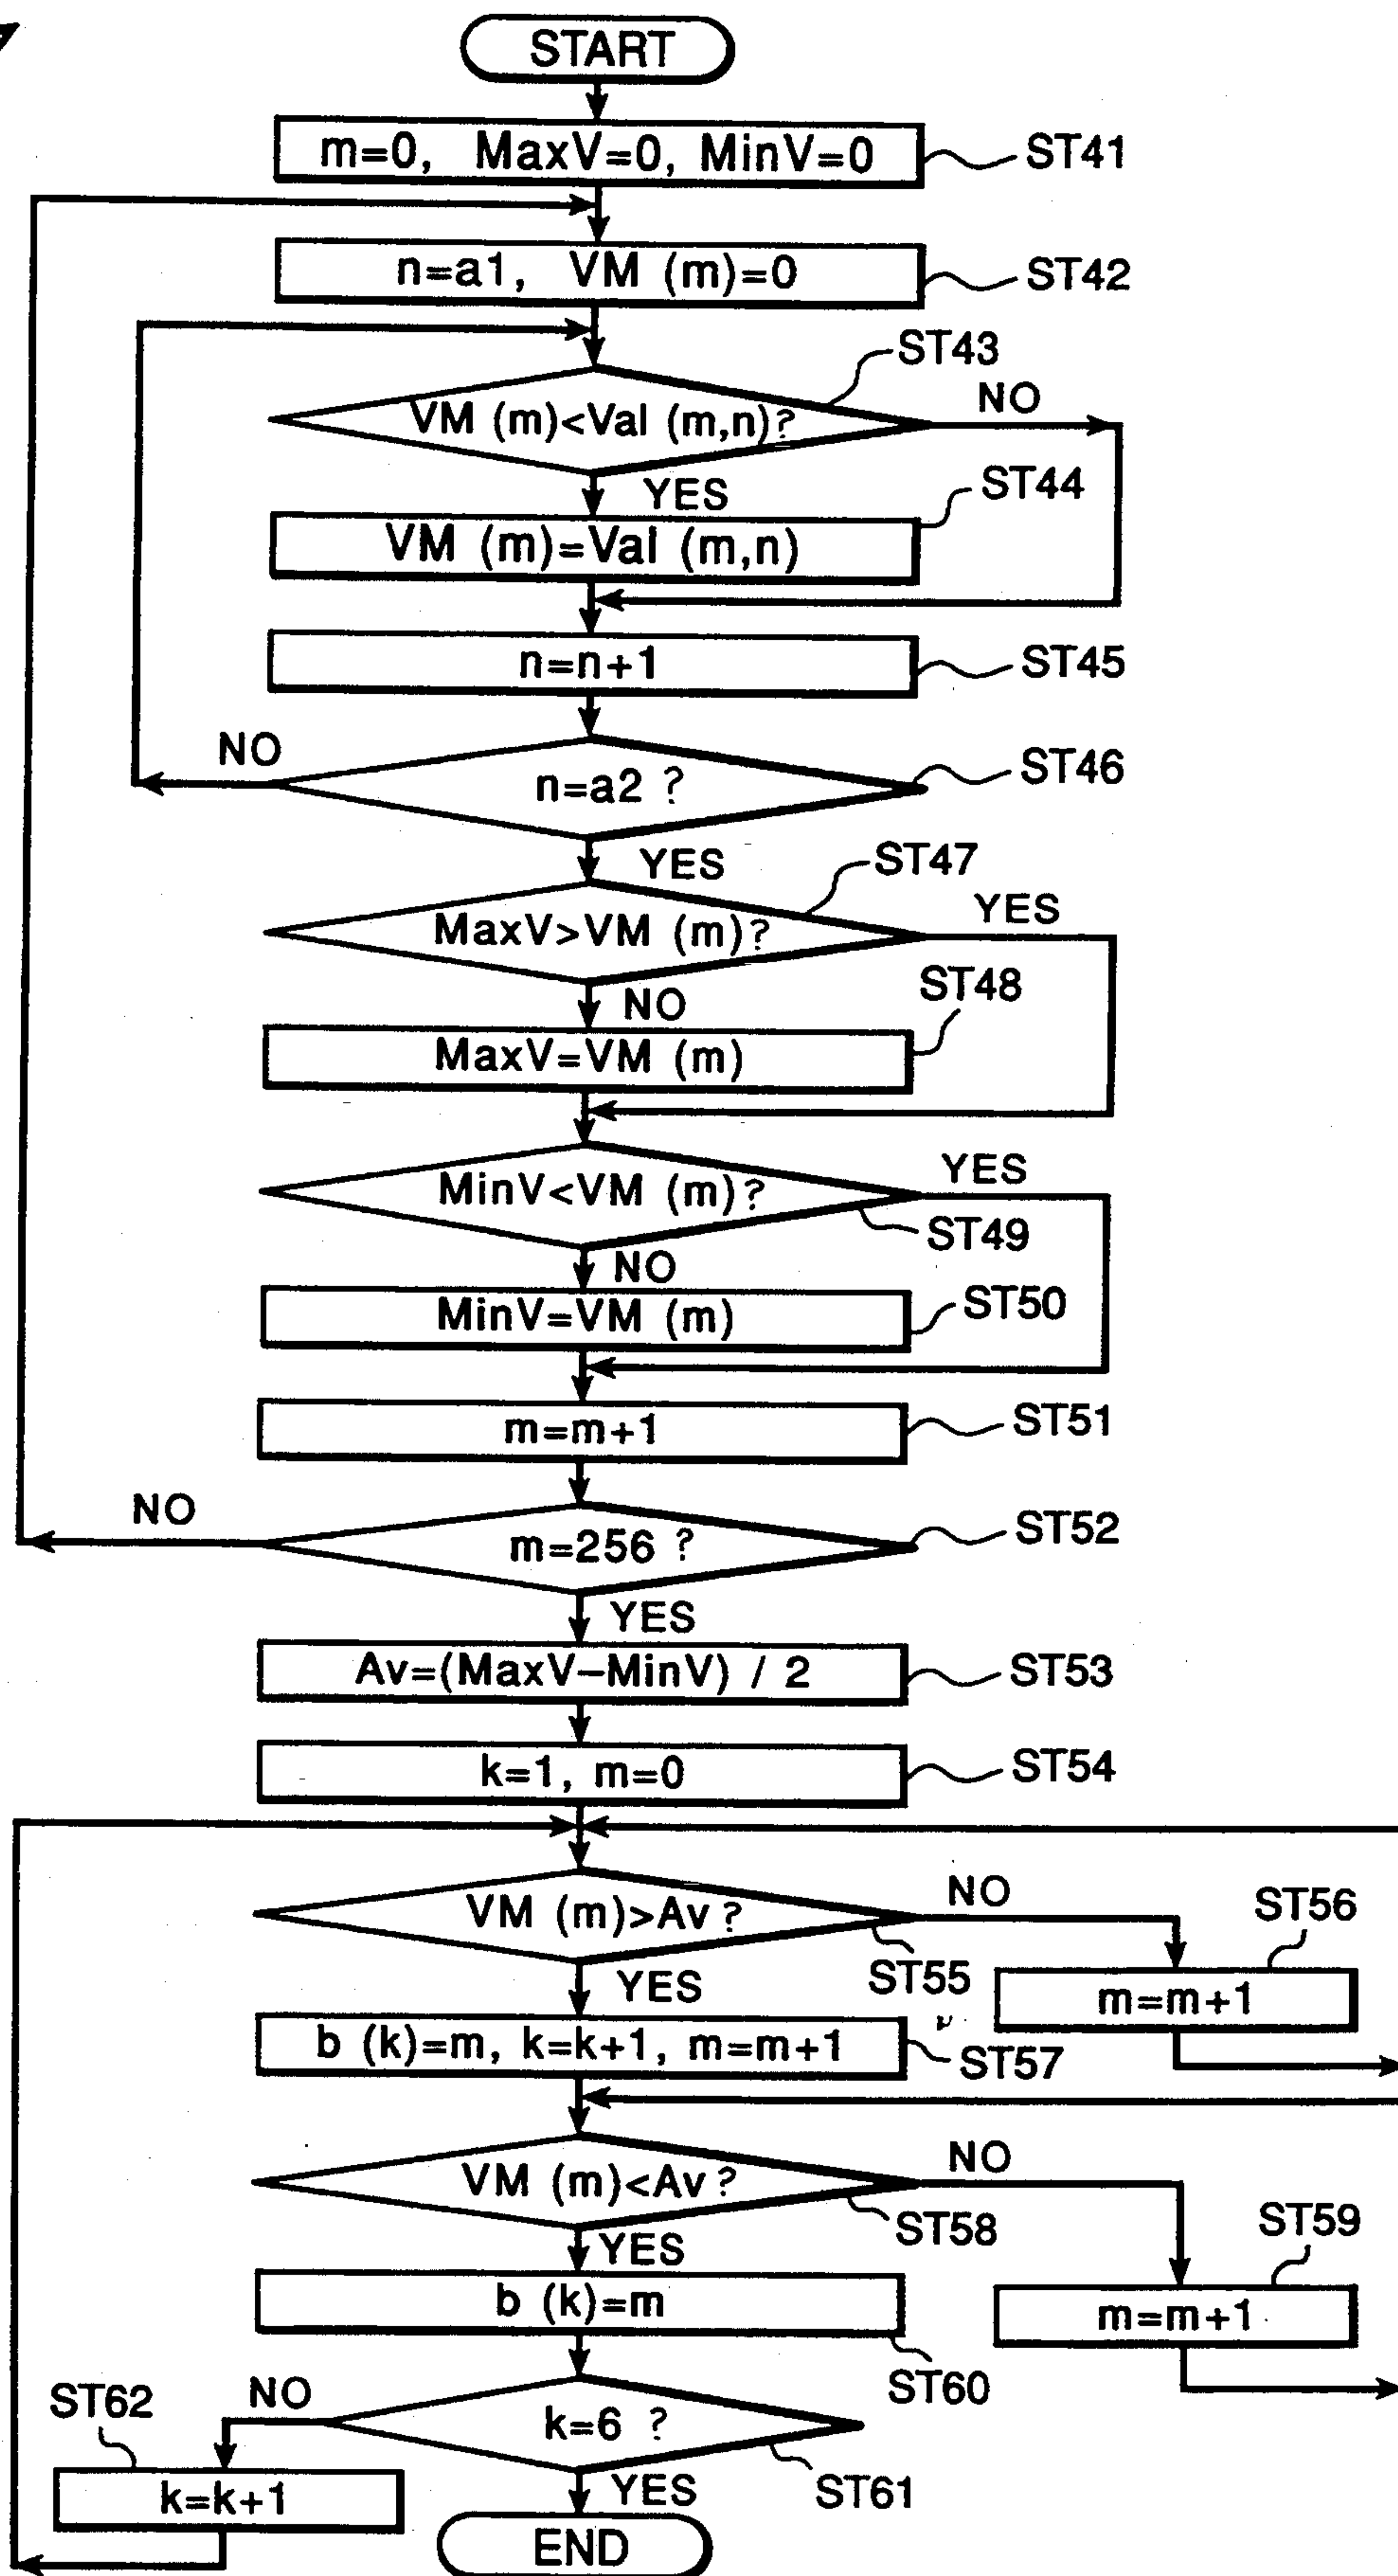 START
m=0, MaxV=0, MinV=0
ST41
n=a1, VM (m)=0
ST42
ST43
VM (m)<Val (m,n)?
NO
YES
ST44
VM (m)=Val (m,n)
n=n+1
ST45
NO
n=a2 ?
ST46
YES
ST47
MaxV>VM (m)?
YES
NO
ST48
MaxV=VM (m)
MinV<VM (m)?
YES
ST49
NO
MinV=VM (m)
ST50
m=m+1
ST51
NO
m=256 ?
ST52
YES
Av=(MaxV-MinV) / 2
ST53
k=1, m=0
ST54
VM (m)>Av?
NO
ST55
ST56
YES
m=m+1
b (k)=m, k=k+1, m=m+1
ST57
VM (m)<Av?
NO
ST58
ST59
YES
b (k)=m
m=m+1
ST60
ST62
NO
k=6 ?
YES
ST61
k=k+1
END